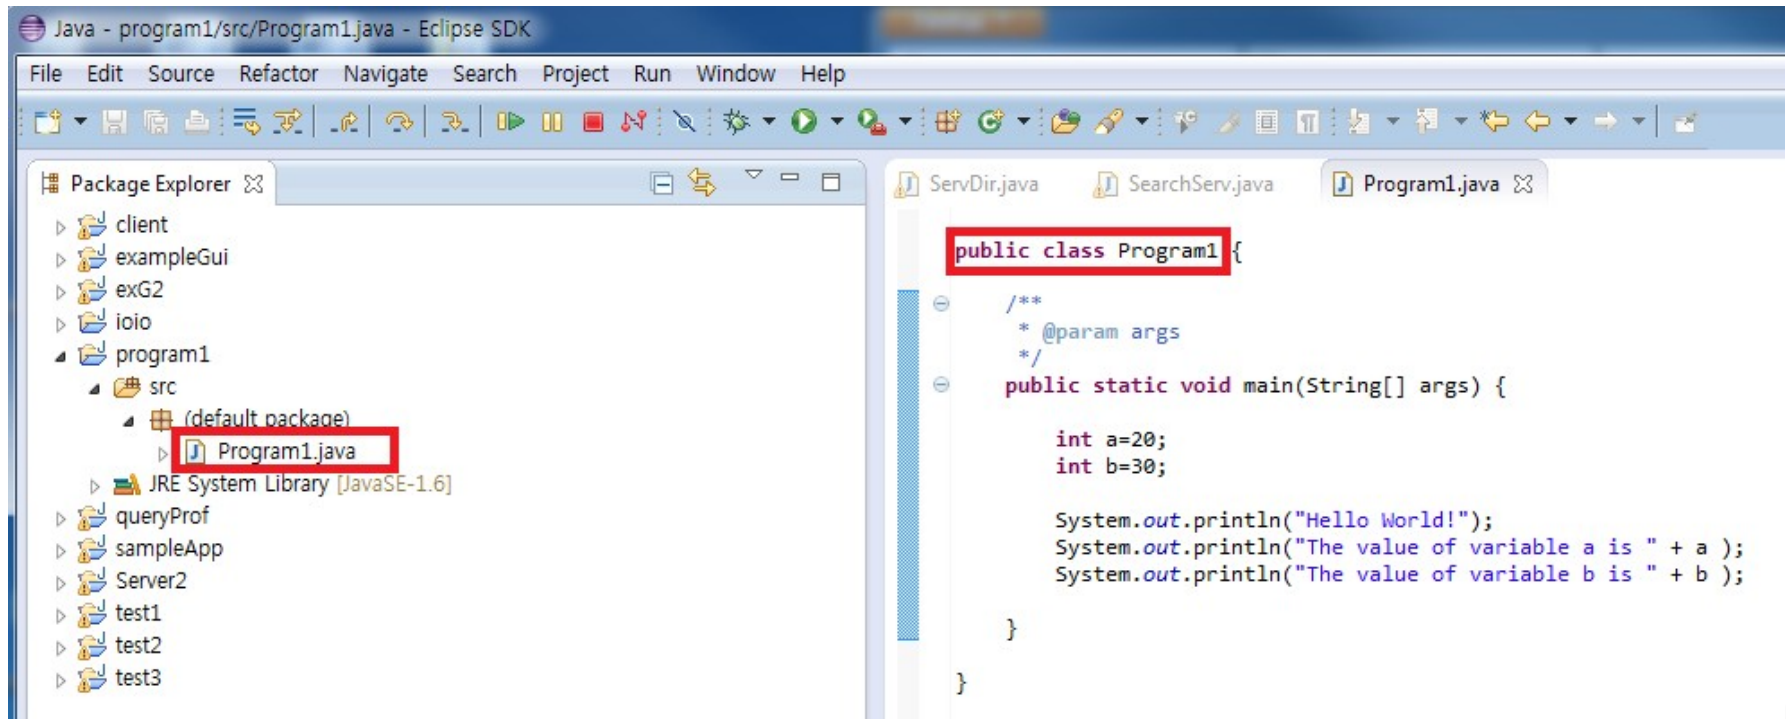 Java - program1/src/Program1.java - Eclipse SDK
File Edit Source Refactor Navigate Search Project Run Window Help
Package Explorer
client
exampleGui
exG2
ioio
program1
src
(default package)
Program1.java
JRE System Library [JavaSE-1.6]
queryProf
sampleApp
Server2
test1
test2
test3
ServDir.java SearchServ.java Program1.java
public class Program1 {
/**
* @param args
*/
public static void main(String[] args) {
int a=20;
int b=30;
System.out.println("Hello World!");
System.out.println("The value of variable a is " + a );
System.out.println("The value of variable b is " + b );
}
}